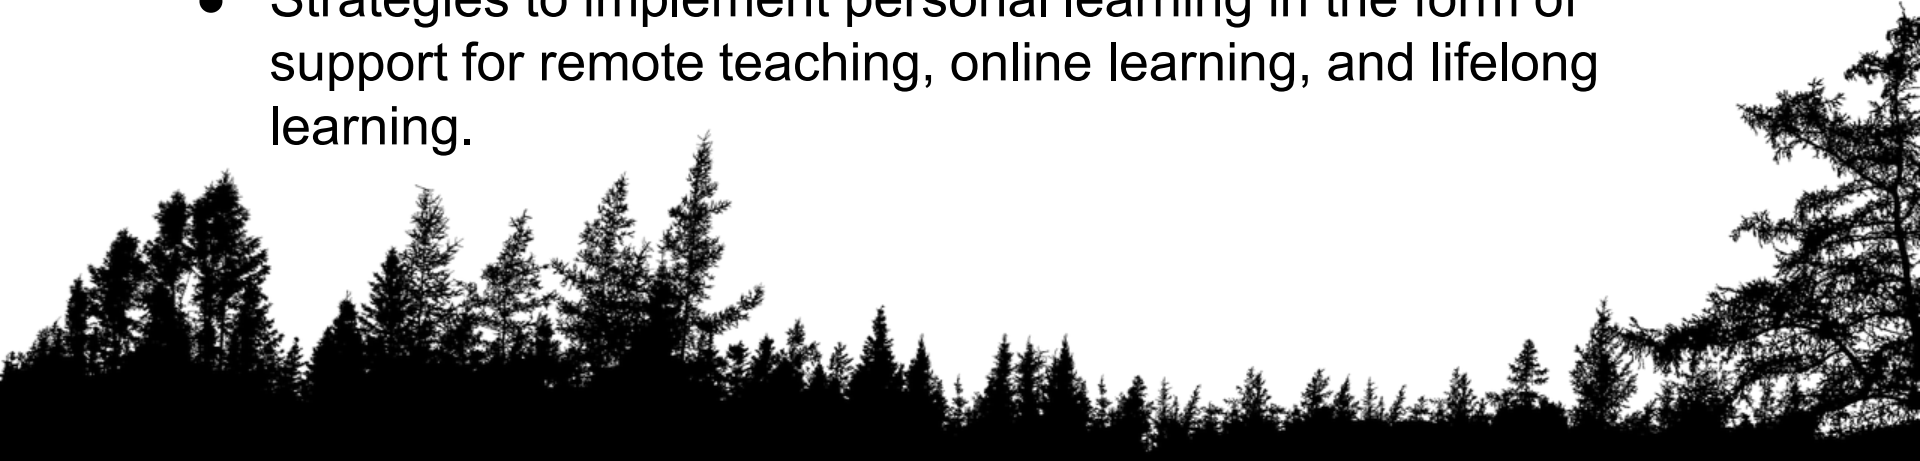 ● Strategies to implement personal learning in the form of
support for remote teaching, online learning, and lifelong
learning.